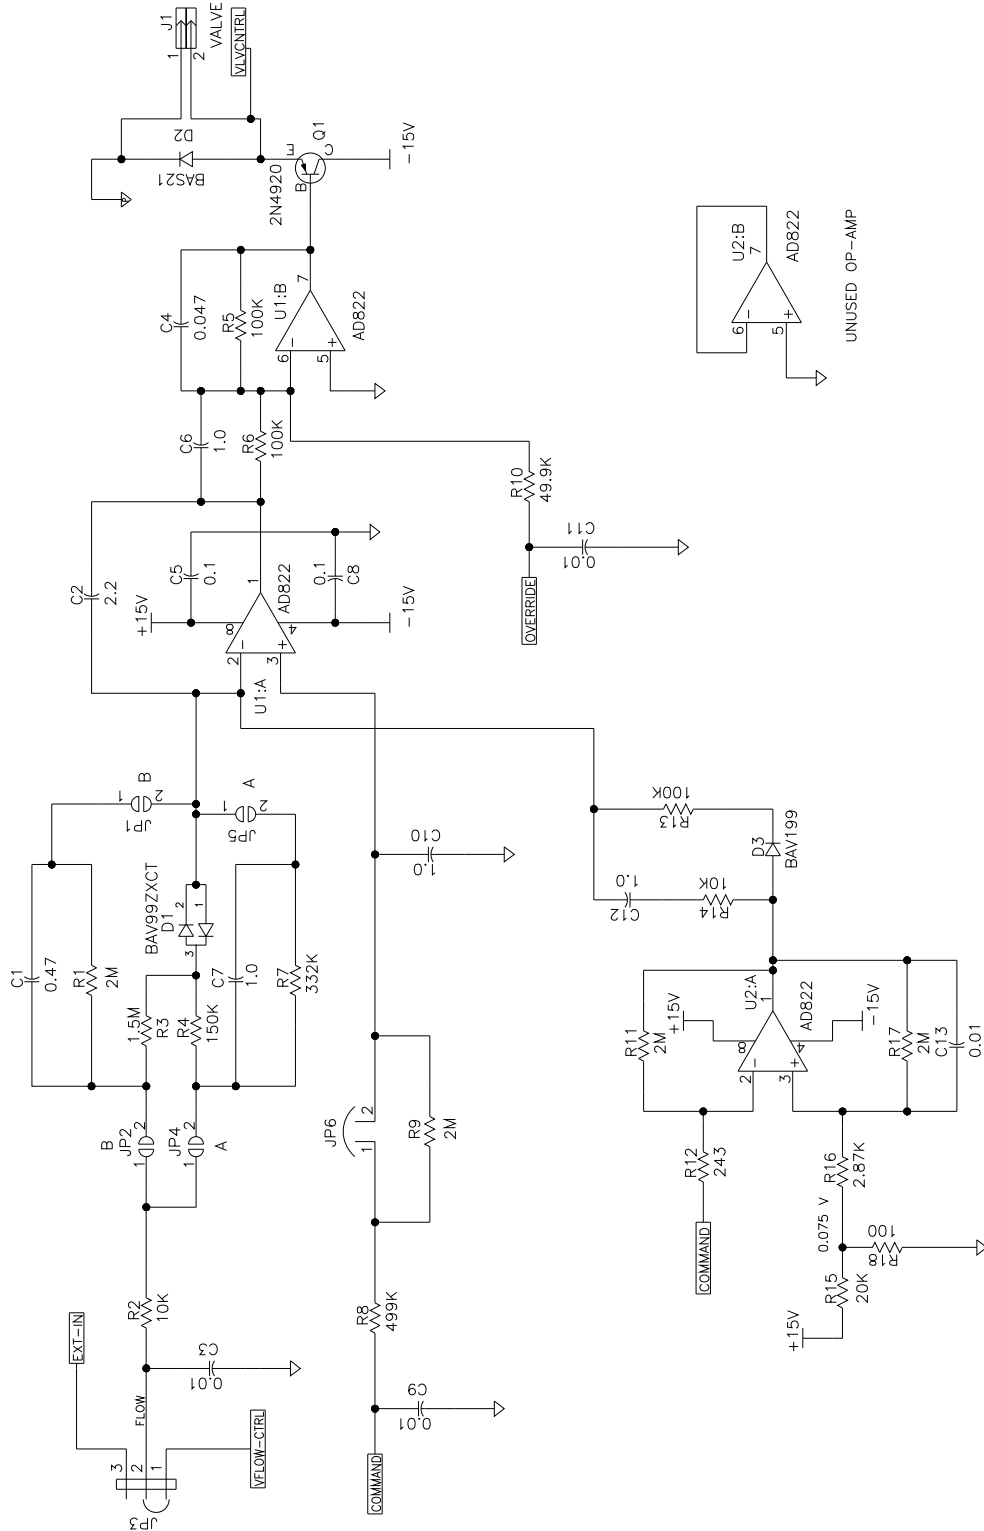 J1
1
2
VALVE
VLVCNTRL
D2
BAS21
E
Q1
C
B
2N4920
-15V
C4
0.047
R5
100K
U1:B
7
6
-
5
+
AD822
C6
1.0
R6
100K
R10
49.9K
C11
0.01
OVERRIDE
U2:B
7
6
-
5
+
AD822
UNUSED OP-AMP
C2
2.2
+15V
C5
0.1
0.1
C8
1
AD822
8
4
2
-
3
+
U1:A
-15V
C1
0.47
R1
2M
1
2
JP1
B
BAV99ZXCT
D1
2
1
3
1
2
JP5
A
1.5M
R3
R4
150K
C7
1.0
R7
332K
B
JP2
1
2
JP4
1
2
A
R2
10K
EXT-IN
FLOW
3
2
1
JP3
VFLOW-CTRL
C3
0.01
JP6
1
2
R9
2M
C10
1.0
R8
499K
C9
0.01
COMMAND
R13
100K
D3
BAV199
C12
1.0
R14
10K
R11
2M
+15V
U2:A
1
AD822
8
4
2
-
3
+
-15V
R17
2M
C13
0.01
R12
243
COMMAND
R16
2.87K
0.075 V
R18
100
R15
20K
+15V